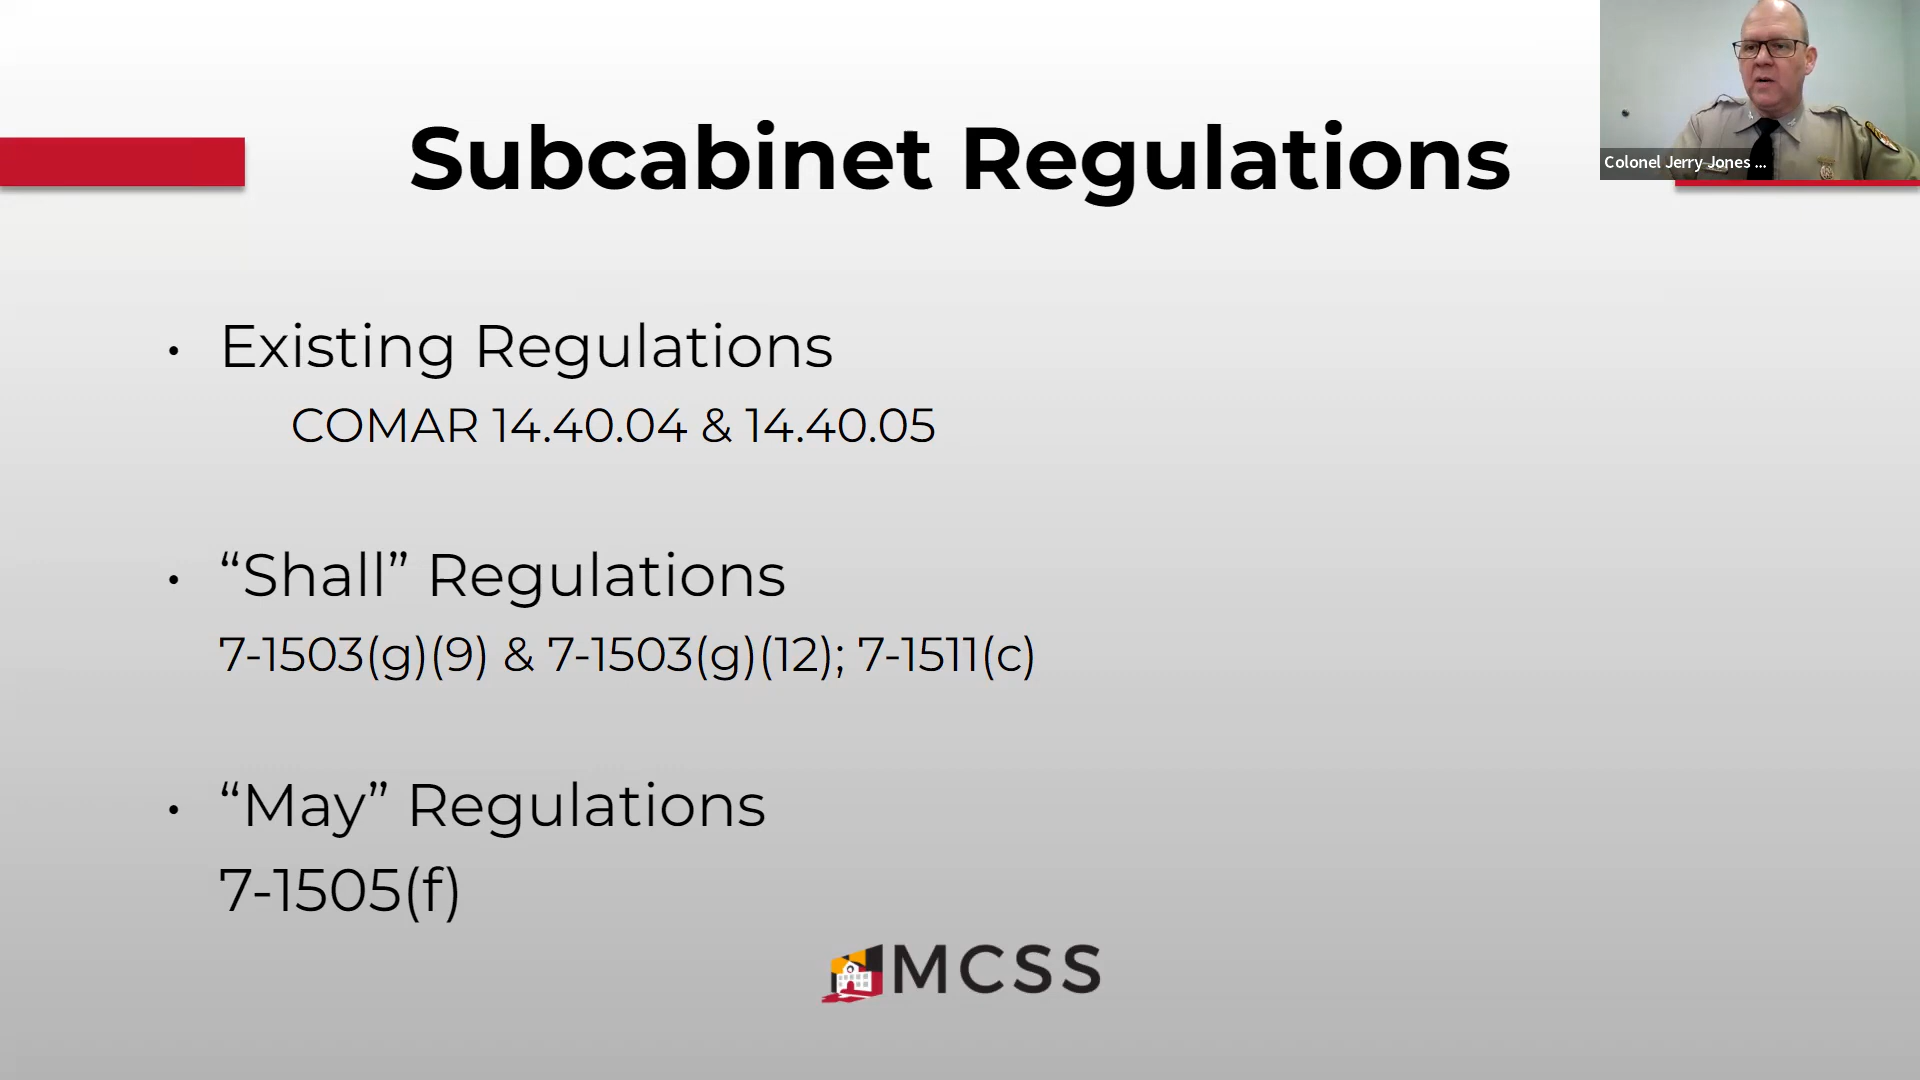 Subcabinet Regulations
Colonel Jerry Jones ...
• Existing Regulations
COMAR 14.40.04 & 14.40.05
• “Shall” Regulations
7-1503(g)(9) & 7-1503(g)(12); 7-1511(c)
• “May” Regulations
7-1505(f)
MCSS